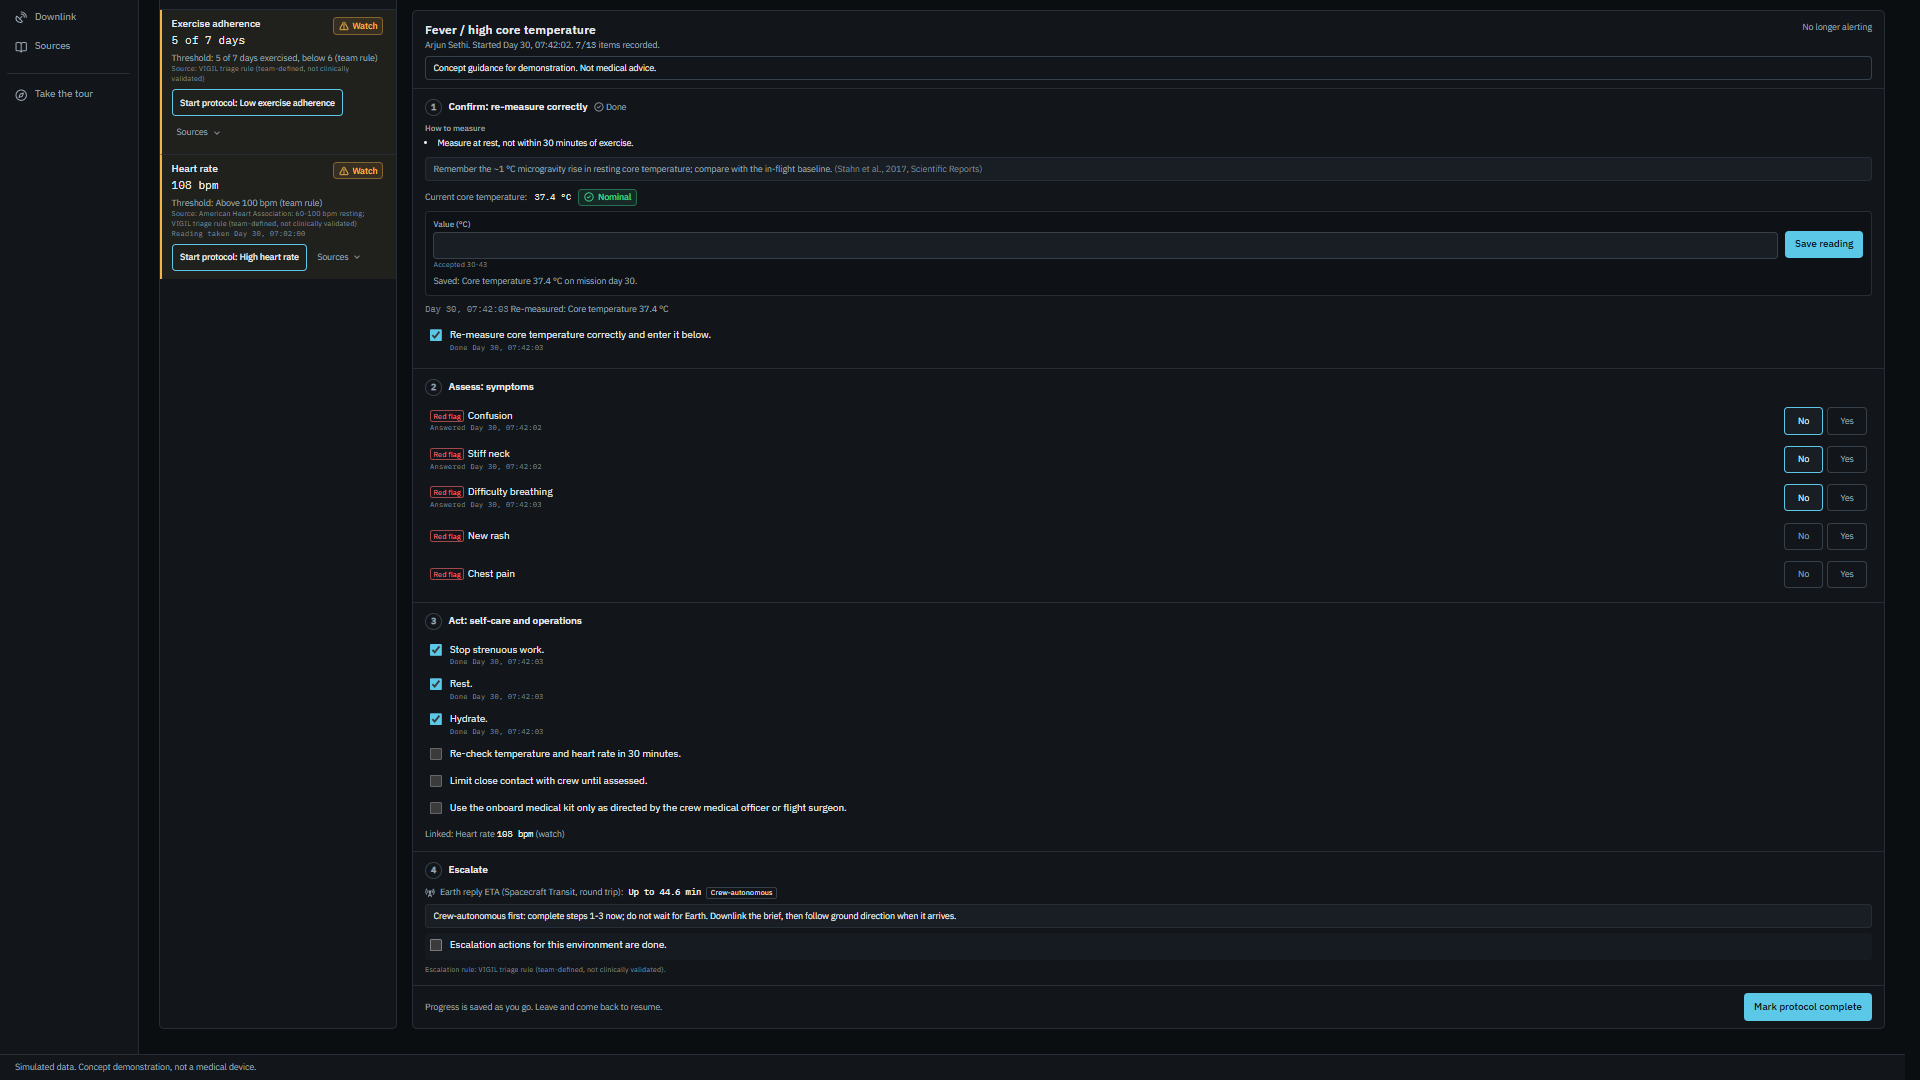 Downlink
Sources
Take the tour
Exercise adherence
Watch
5 of 7 days
Threshold: 5 of 7 days exercised, below 6 (team rule)
Source: VIGIL triage rule (team-defined, not clinically
validated)
Start protocol: Low exercise adherence
Sources
Heart rate
Watch
108 bpm
Threshold: Above 100 bpm (team rule)
Source: American Heart Association: 60-100 bpm resting;
VIGIL triage rule (team-defined, not clinically validated)
Reading taken Day 30, 07:02:00
Start protocol: High heart rate
Sources
Fever / high core temperature
No longer alerting
Arjun Sethi. Started Day 30, 07:42:02. 7/13 items recorded.
Concept guidance for demonstration. Not medical advice.
1 Confirm: re-measure correctly Done
How to measure
• Measure at rest, not within 30 minutes of exercise.
Remember the ~1 °C microgravity rise in resting core temperature; compare with the in-flight baseline. (Stahn et al., 2017, Scientific Reports)
Current core temperature: 37.4 °C Nominal
Value (°C)
Save reading
Accepted 30-43
Saved: Core temperature 37.4 °C on mission day 30.
Day 30, 07:42:03 Re-measured: Core temperature 37.4 °C
Re-measure core temperature correctly and enter it below.
Done Day 30, 07:42:03
2 Assess: symptoms
Red flag Confusion
Answered Day 30, 07:42:02
No Yes
Red flag Stiff neck
Answered Day 30, 07:42:02
No Yes
Red flag Difficulty breathing
Answered Day 30, 07:42:03
No Yes
Red flag New rash
No Yes
Red flag Chest pain
No Yes
3 Act: self-care and operations
Stop strenuous work.
Done Day 30, 07:42:03
Rest.
Done Day 30, 07:42:03
Hydrate.
Done Day 30, 07:42:03
Re-check temperature and heart rate in 30 minutes.
Limit close contact with crew until assessed.
Use the onboard medical kit only as directed by the crew medical officer or flight surgeon.
Linked: Heart rate 108 bpm (watch)
4 Escalate
Earth reply ETA (Spacecraft Transit, round trip): Up to 44.6 min Crew-autonomous
Crew-autonomous first: complete steps 1-3 now; do not wait for Earth. Downlink the brief, then follow ground direction when it arrives.
Escalation actions for this environment are done.
Escalation rule: VIGIL triage rule (team-defined, not clinically validated).
Progress is saved as you go. Leave and come back to resume.
Mark protocol complete
Simulated data. Concept demonstration, not a medical device.